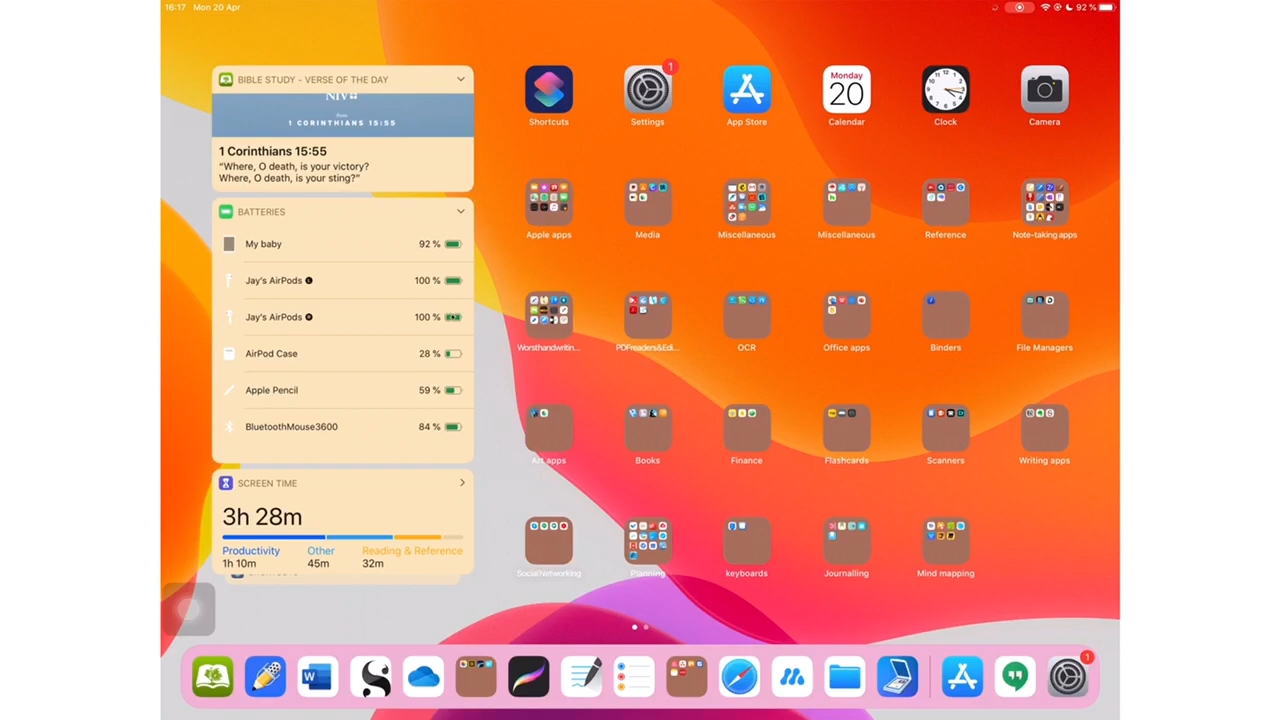 16:17 Mon 20 Apr
92 %
BIBLE STUDY - VERSE OF THE DAY
NIV
1 CORINTHIANS 15:55
1 Corinthians 15:55
“Where, O death, is your victory?
Where, O death, is your sting?”
BATTERIES
My baby 92 %
Jay's AirPods L 100 %
Jay's AirPods R 100 %
AirPod Case 28 %
Apple Pencil 59 %
BluetoothMouse3600 84 %
SCREEN TIME
3h 28m
Productivity Other Reading & Reference
1h 10m 45m 32m
1
Monday
20
Shortcuts Settings App Store Calendar Clock Camera
Apple apps Media Miscellaneous Miscellaneous Reference Note-taking apps
Worsthandwritin... PDFreaders&Edi... OCR Office apps Binders File Managers
Art apps Books Finance Flashcards Scanners Writing apps
SocialNetworking Planning keyboards Journalling Mind mapping
1